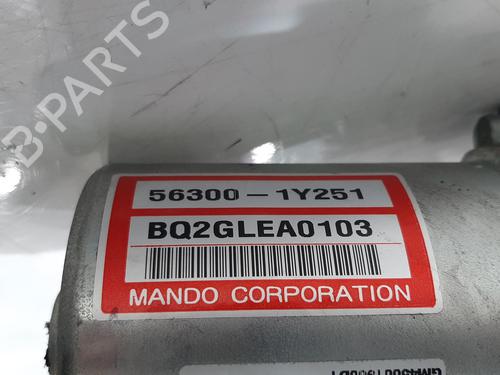 B-PARTS
56300-1Y251
BQ2GLEA0103
MANDO CORPORATION